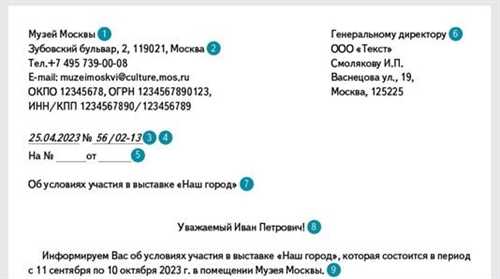 Музей Москвы 1
Зубовский бульвар, 2, 119021, Москва 2
Тел.+7 495 739-00-08
E-mail: muzeimoskvi@culture.mos.ru
ОКПО 12345678, ОГРН 1234567890123,
ИНН/КПП 1234567890/123456789
Генеральному директору 6
ООО «Текст»
Смолякову И.П.
Васнецова ул., 19,
Москва, 125225
25.04.2023 № 56/02-13 3 4
На № ______ от ______ 5
Об условиях участия в выставке «Наш город» 7
Уважаемый Иван Петрович! 8
Информируем Вас об условиях участия в выставке «Наш город», которая состоится в период
с 11 сентября по 10 октября 2023 г. в помещении Музея Москвы. 9